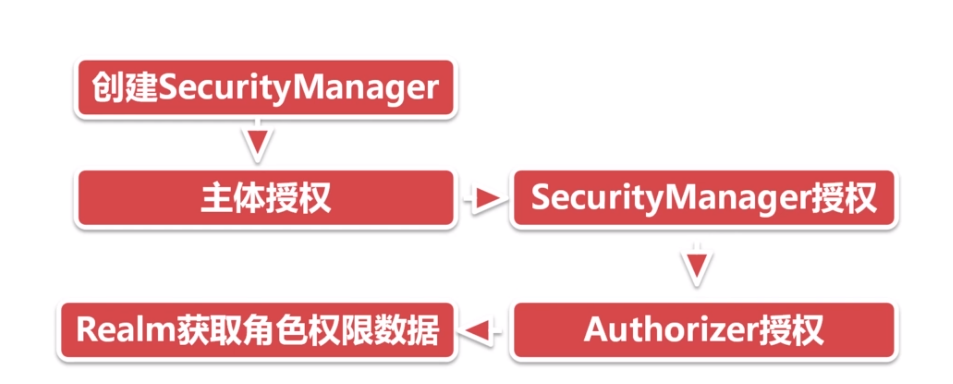 创建SecurityManager
主体授权
SecurityManager授权
Authorizer授权
Realm获取角色权限数据